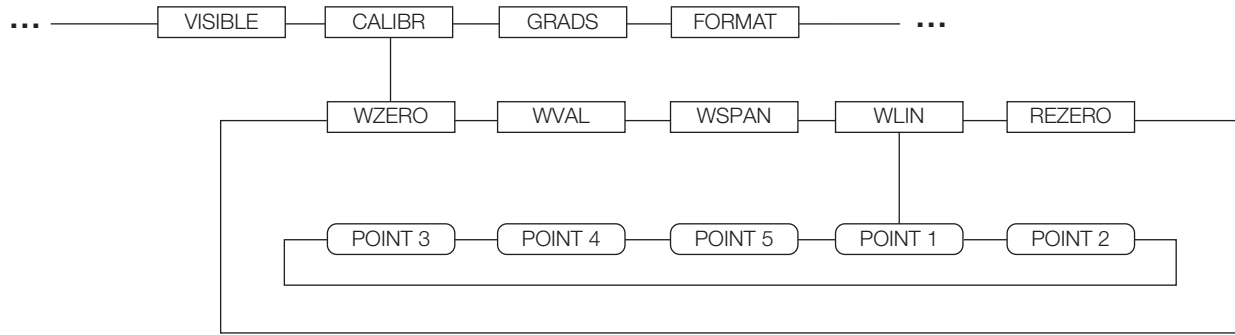 ... VISIBLE CALIBR GRADS FORMAT ...
WZERO WVAL WSPAN WLIN REZERO
POINT 3 POINT 4 POINT 5 POINT 1 POINT 2